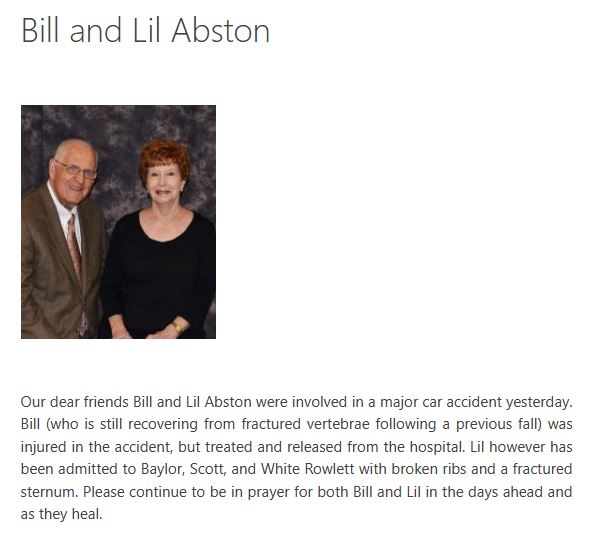 Bill and Lil Abston
Our dear friends Bill and Lil Abston were involved in a major car accident yesterday.
Bill (who is still recovering from fractured vertebrae following a previous fall) was
injured in the accident, but treated and released from the hospital. Lil however has
been admitted to Baylor, Scott, and White Rowlett with broken ribs and a fractured
sternum. Please continue to be in prayer for both Bill and Lil in the days ahead and
as they heal.